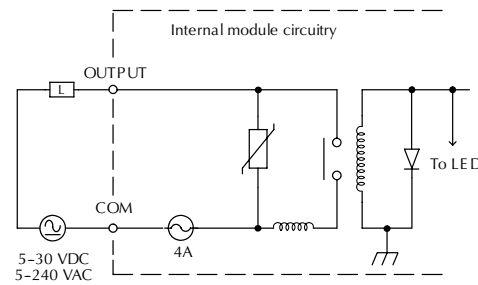 Internal module circuitry
OUTPUT
L
To LED
COM
4A
5-30 VDC
5-240 VAC